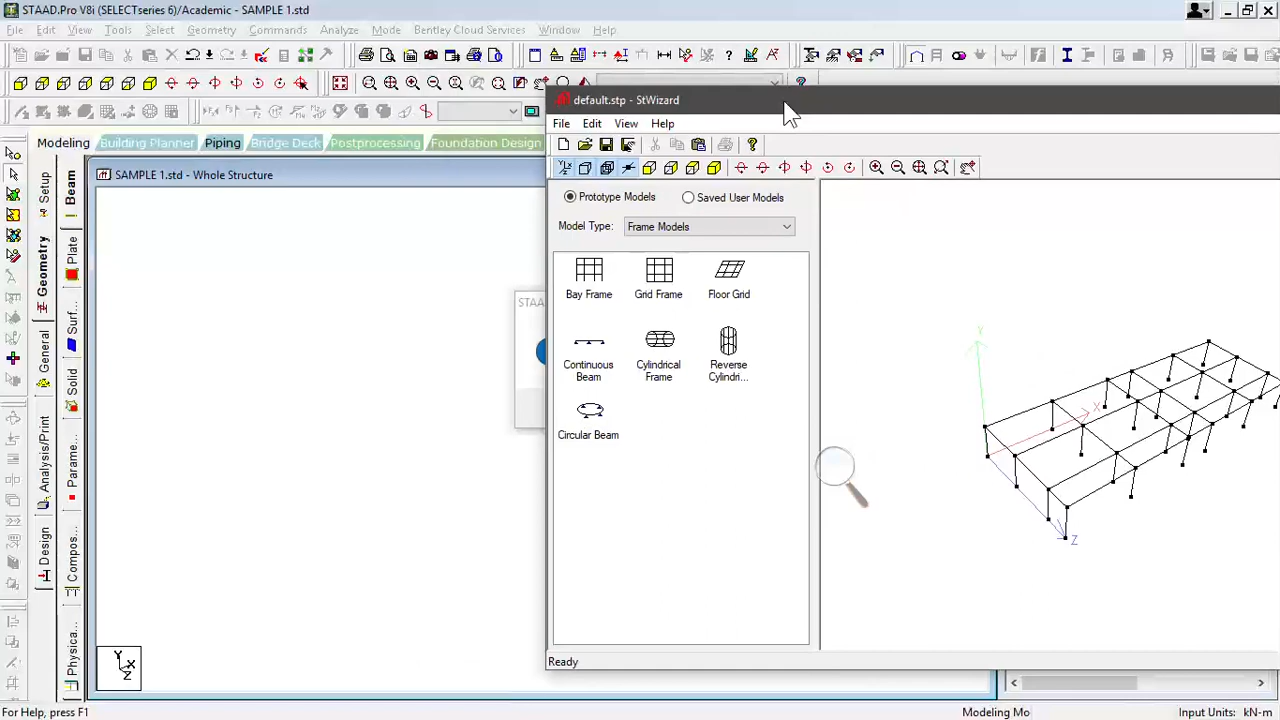 STAAD.Pro V8i (SELECTseries 6)/Academic - SAMPLE 1.std
File Edit View Tools Select Geometry Commands Analyze Mode Bentley Cloud Services Window Help
default.stp - StWizard
File Edit View Help
Modeling Building Planner Piping Bridge Deck Postprocessing Foundation Design
SAMPLE 1.std - Whole Structure
Prototype Models Saved User Models
Model Type: Frame Models
Bay Frame Grid Frame Floor Grid
Continuous Beam Cylindrical Frame Reverse Cylindri...
Circular Beam
STAA
Setup
Geometry
General
Analysis/Print
Design
Beam
Plate
Surf...
Solid
Parame...
Compos...
Physica...
Y
X
Z
Y
X
Z
Ready
For Help, press F1
Modeling Mo
Input Units: kN-m